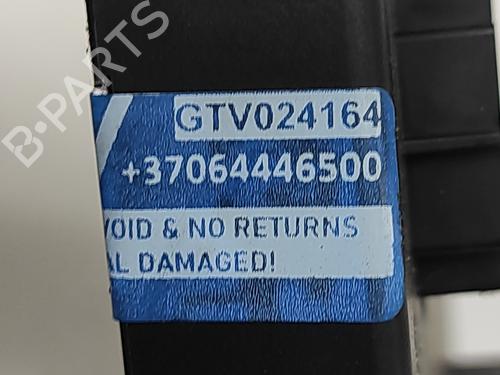 B-PARTS
GTV024164
+37064446500
VOID & NO RETURNS
AL DAMAGED!